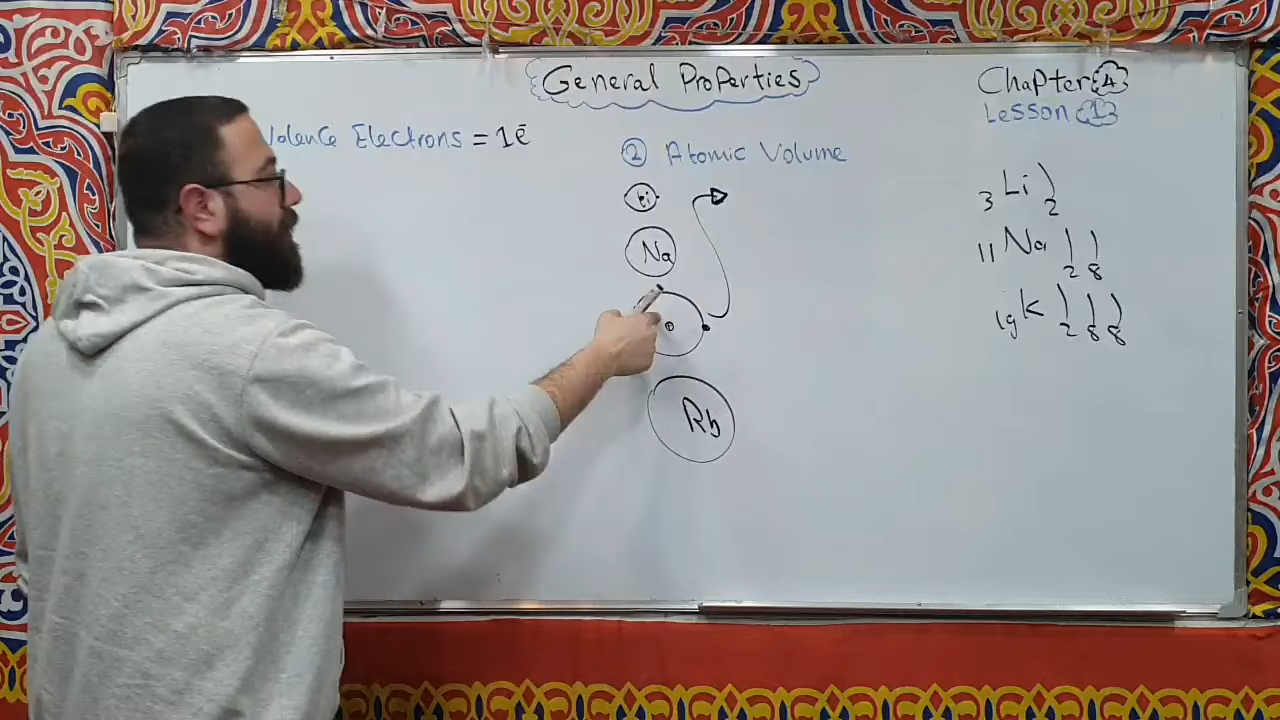 General Properties
Chapter 4
Lesson 1
Valence Electrons = 1ē
② Atomic Volume
Li
Na
Rb
3 Li ) 2
11 Na ) ) 2 8
19 K ) ) ) 2 8 8